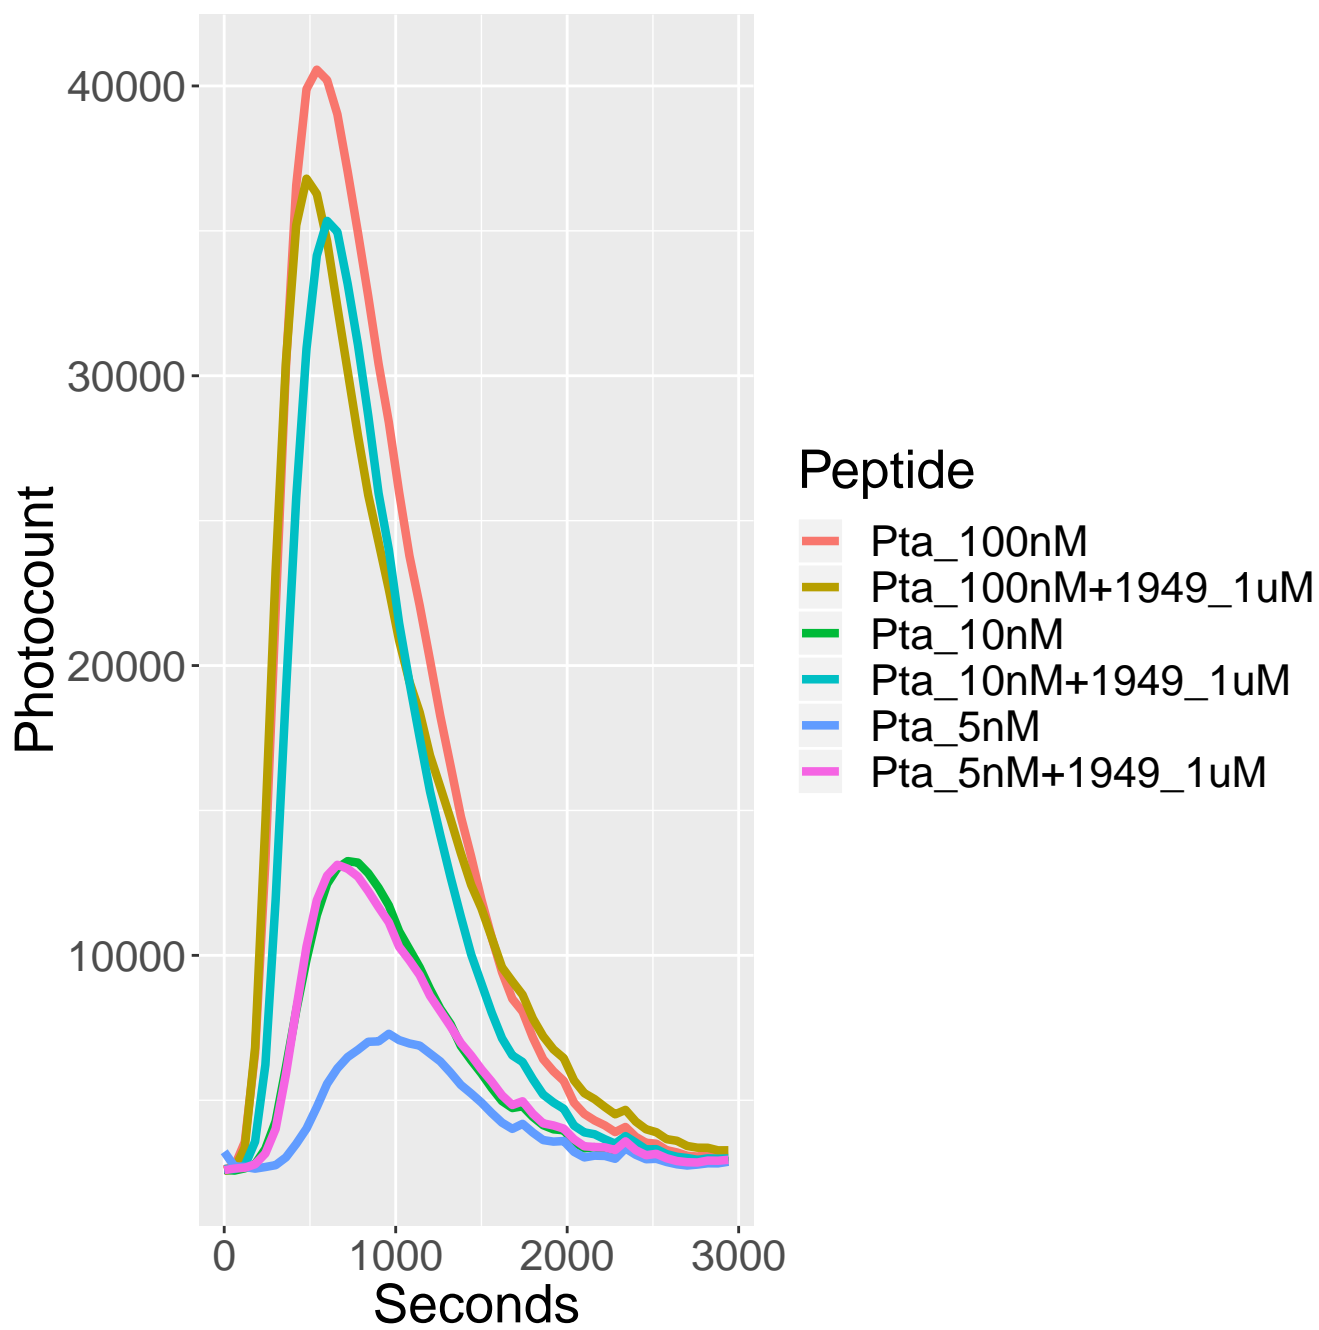 Photocount
40000
30000
20000
10000
0 1000 2000 3000
Seconds
Peptide
Pta_100nM
Pta_100nM+1949_1uM
Pta_10nM
Pta_10nM+1949_1uM
Pta_5nM
Pta_5nM+1949_1uM